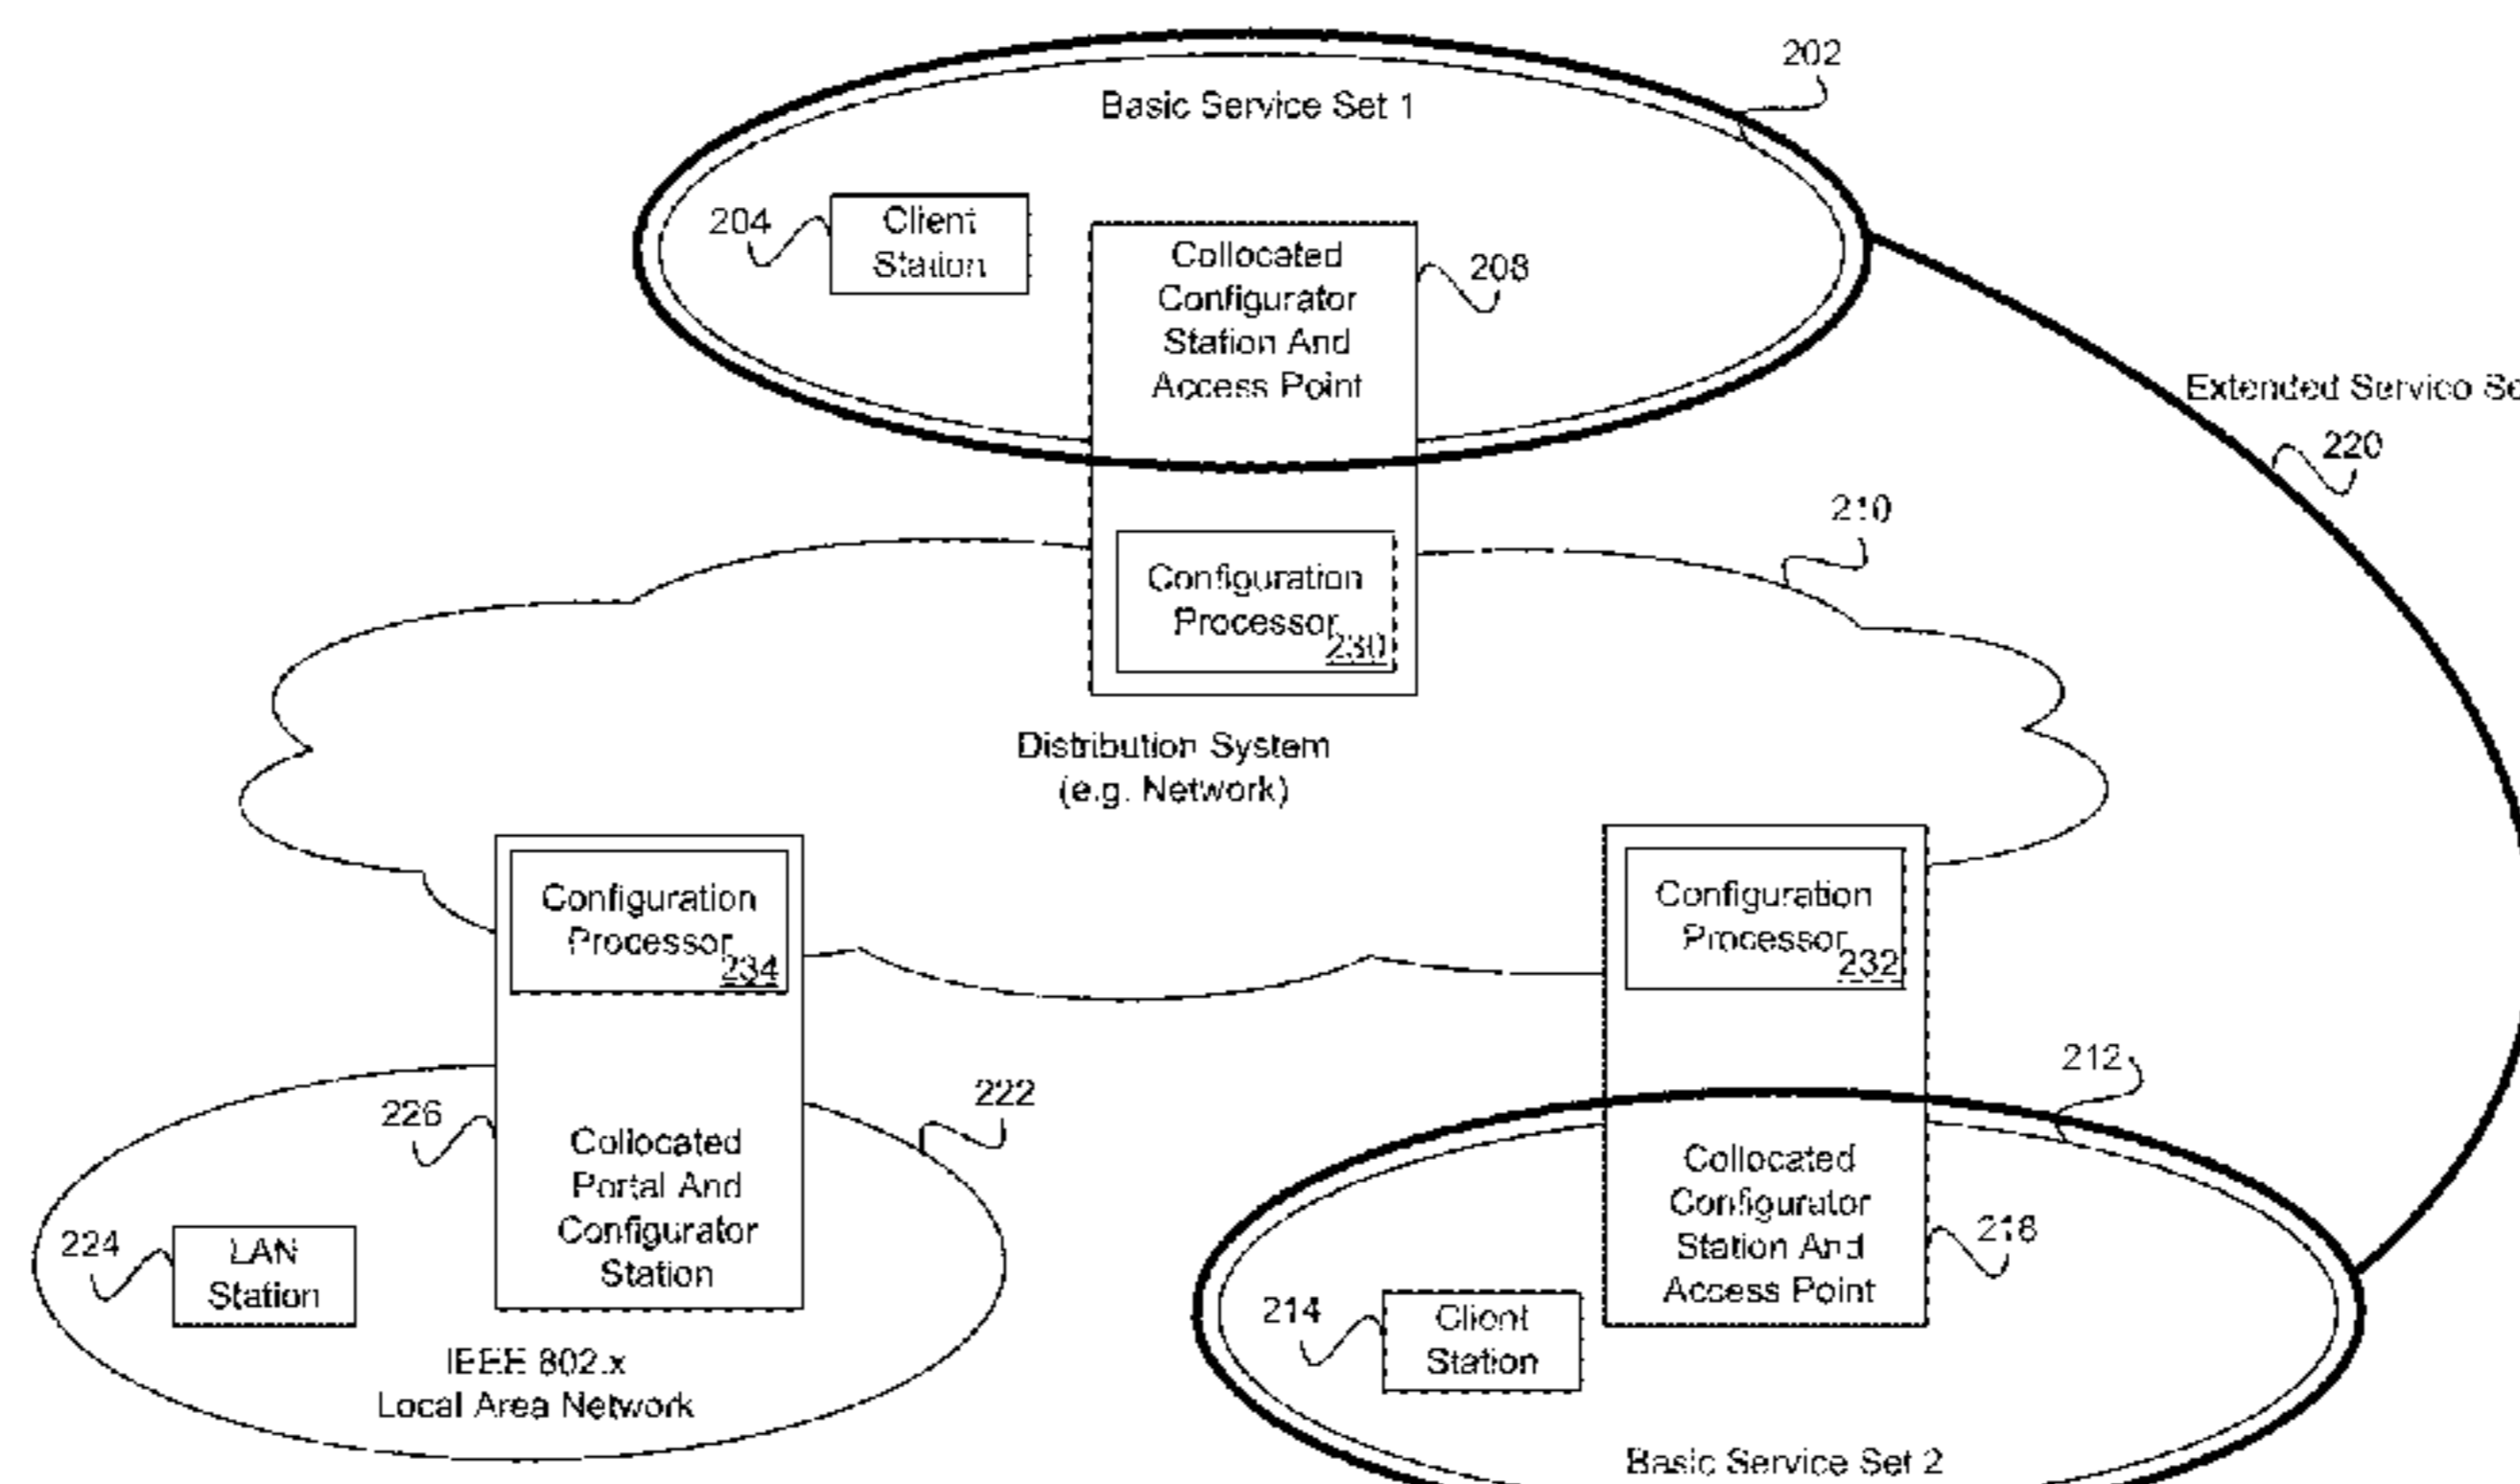 202
Basic Service Set 1
204
Client
Station
Collocated
Configurator
Station And
Access Point
208
Extended Service Se
220
210
Configuration
Processor
230
Distribution System
(e.g. Network)
Configuration
Processor
234
Configuration
Processor
232
212
222
226
Collocated
Portal And
Configurator
Station
Collocated
Configurator
Station And
Access Point
218
224
LAN
Station
214
Client
Station
IEEE 802.x
Local Area Network
Basic Service Set 2